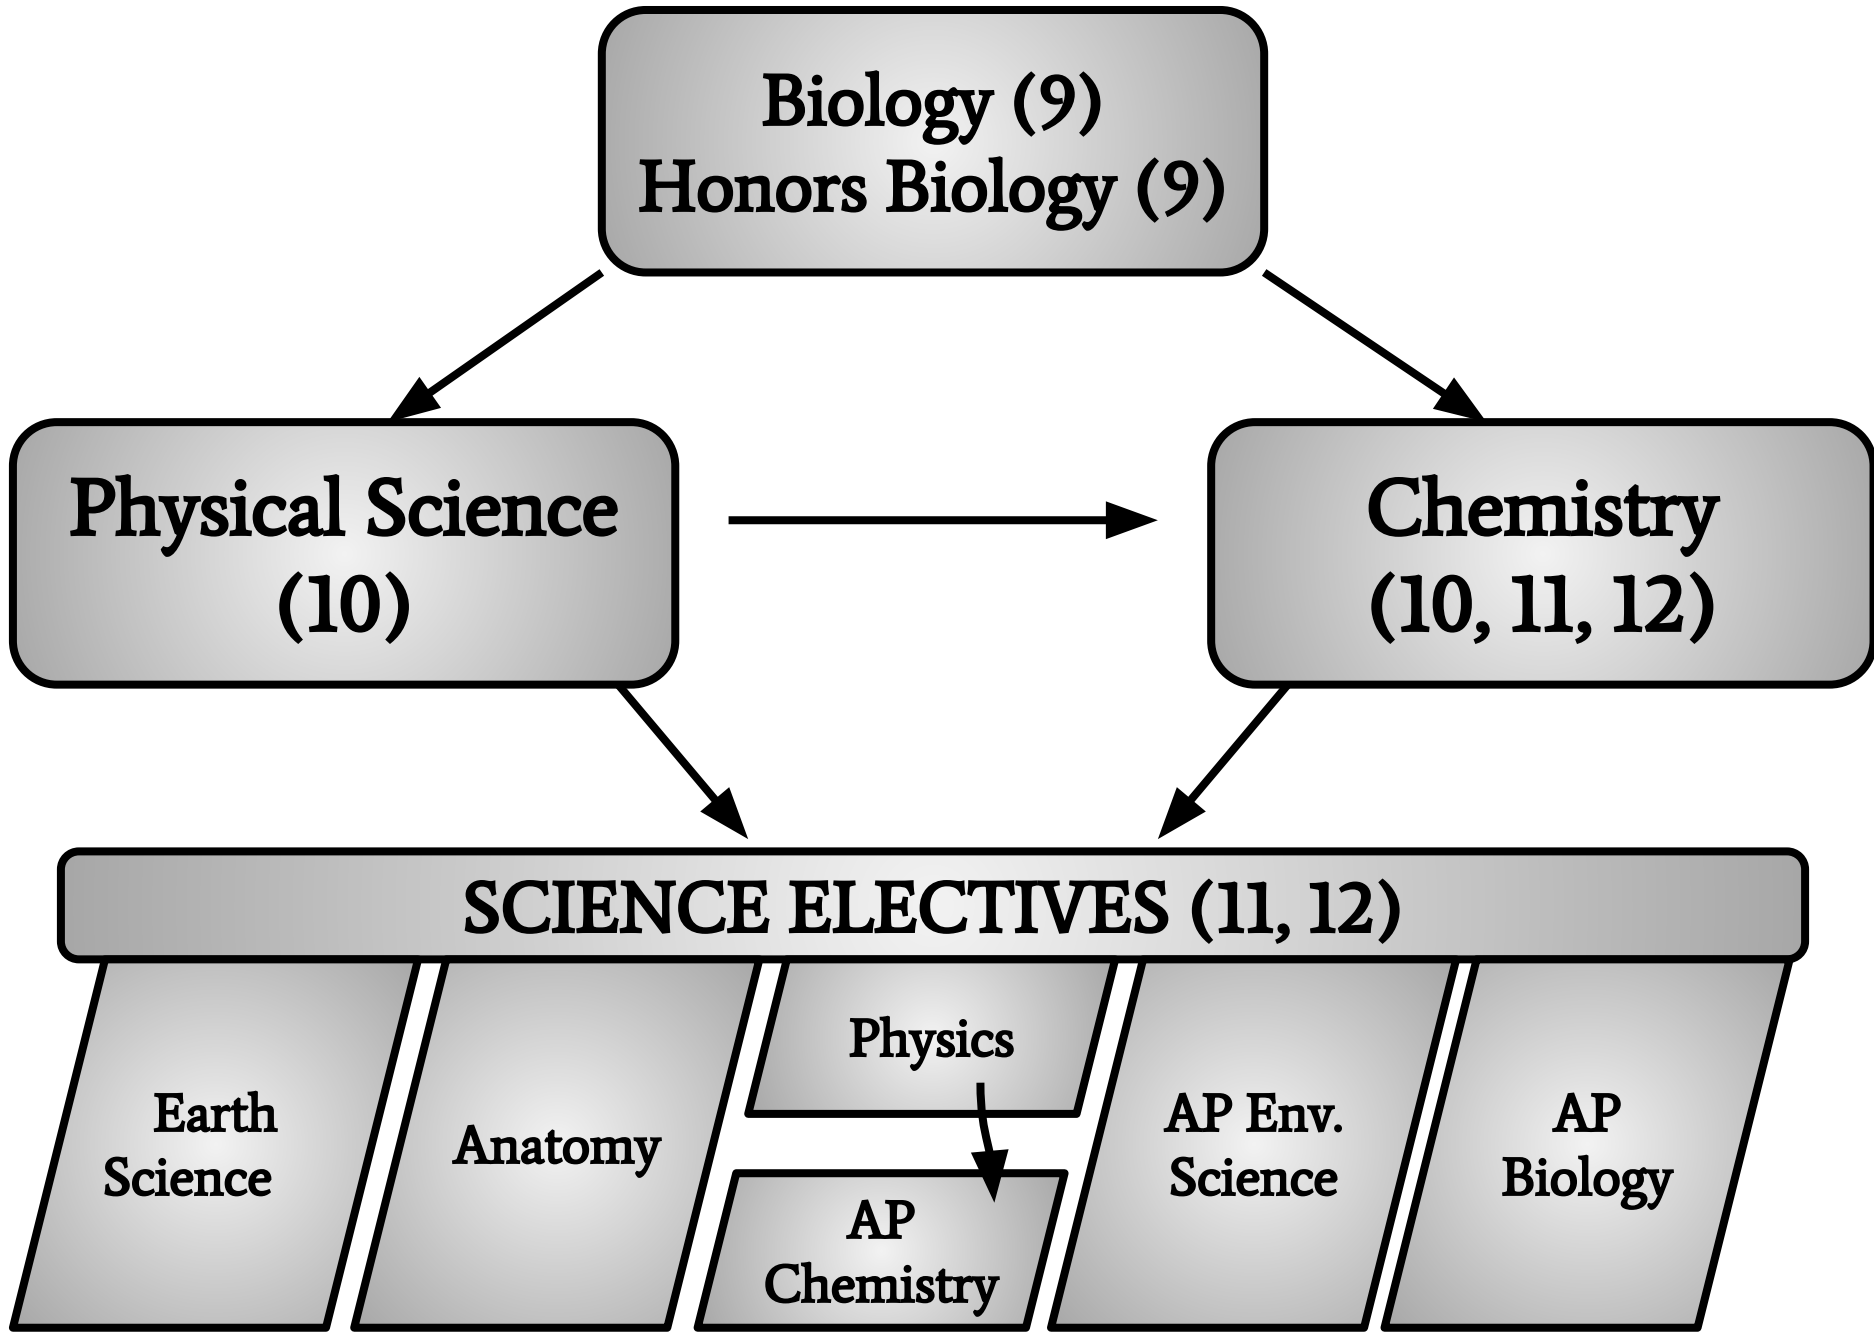 Biology (9)
Honors Biology (9)
Physical Science
(10)
Chemistry
(10, 11, 12)
SCIENCE ELECTIVES (11, 12)
Earth
Science
Anatomy
Physics
AP
Chemistry
AP Env.
Science
AP
Biology